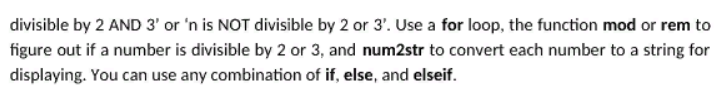 divisible by 2 AND 3' or 'n is NOT divisible by 2 or 3'. Use a for loop, the function mod or rem to
figure out if a number is divisible by 2 or 3, and num2str to convert each number to a string for
displaying. You can use any combination of if, else, and elseif.